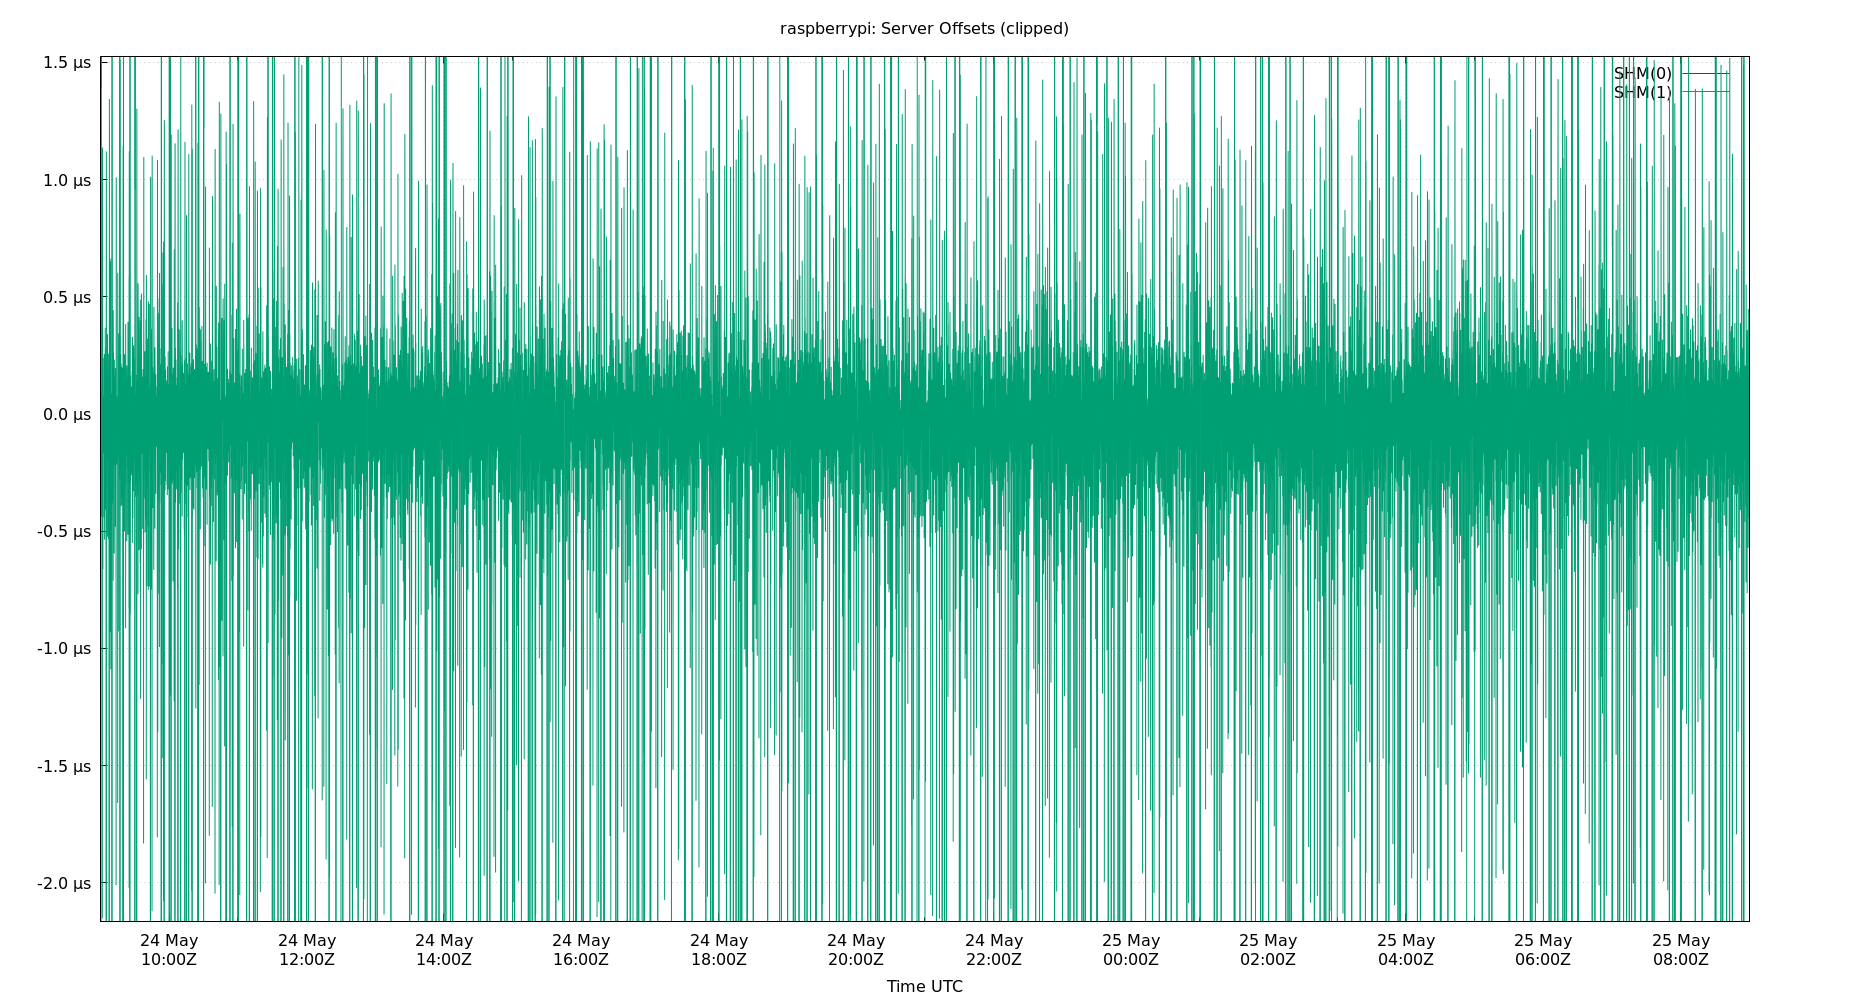 raspberrypi: Server Offsets (clipped)
1.5 µs
1.0 µs
0.5 µs
0.0 µs
-0.5 µs
-1.0 µs
-1.5 µs
-2.0 µs
SHM(0)
SHM(1)
24 May 24 May 24 May 24 May 24 May 24 May 24 May 25 May 25 May 25 May 25 May 25 May
10:00Z 12:00Z 14:00Z 16:00Z 18:00Z 20:00Z 22:00Z 00:00Z 02:00Z 04:00Z 06:00Z 08:00Z
Time UTC